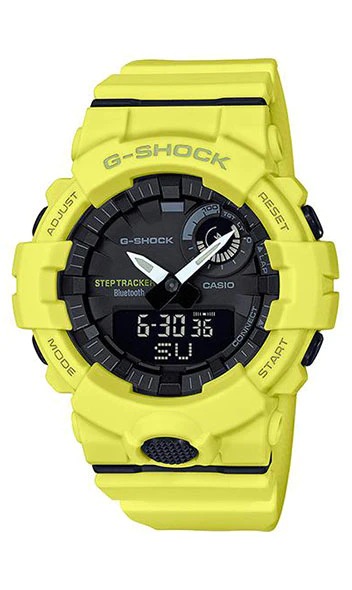 G-SHOCK
ADJUST
RESET
G-SHOCK
STEP TRACKER
Bluetooth
CASIO
6-30 36
SU
MODE
START
CONNECT